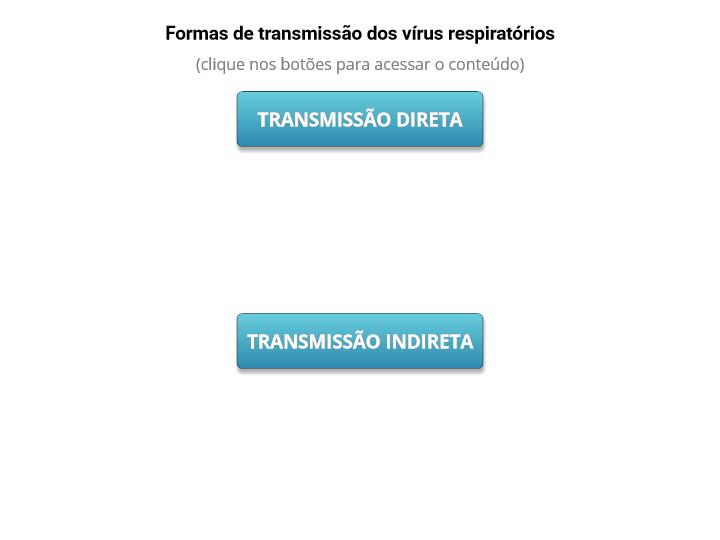 Formas de transmissão dos vírus respiratórios
(clique nos botões para acessar o conteúdo)
TRANSMISSÃO DIRETA
TRANSMISSÃO INDIRETA